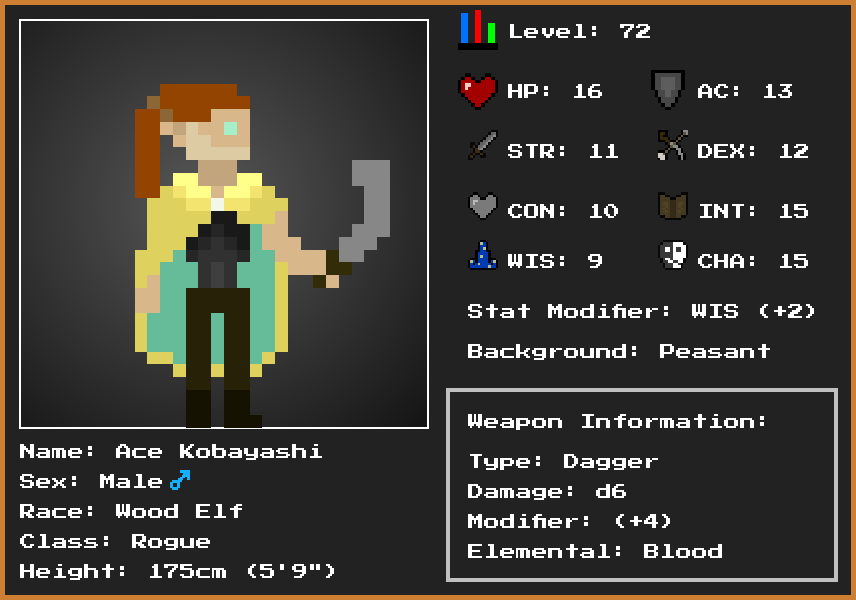 Level: 72
HP: 16
AC: 13
STR: 11
DEX: 12
CON: 10
INT: 15
WIS: 9
CHA: 15
Stat Modifier: WIS (+2)
Background: Peasant
Weapon Information:
Type: Dagger
Damage: d6
Modifier: (+4)
Elemental: Blood
Name: Ace Kobayashi
Sex: Male ♂
Race: Wood Elf
Class: Rogue
Height: 175cm (5'9")